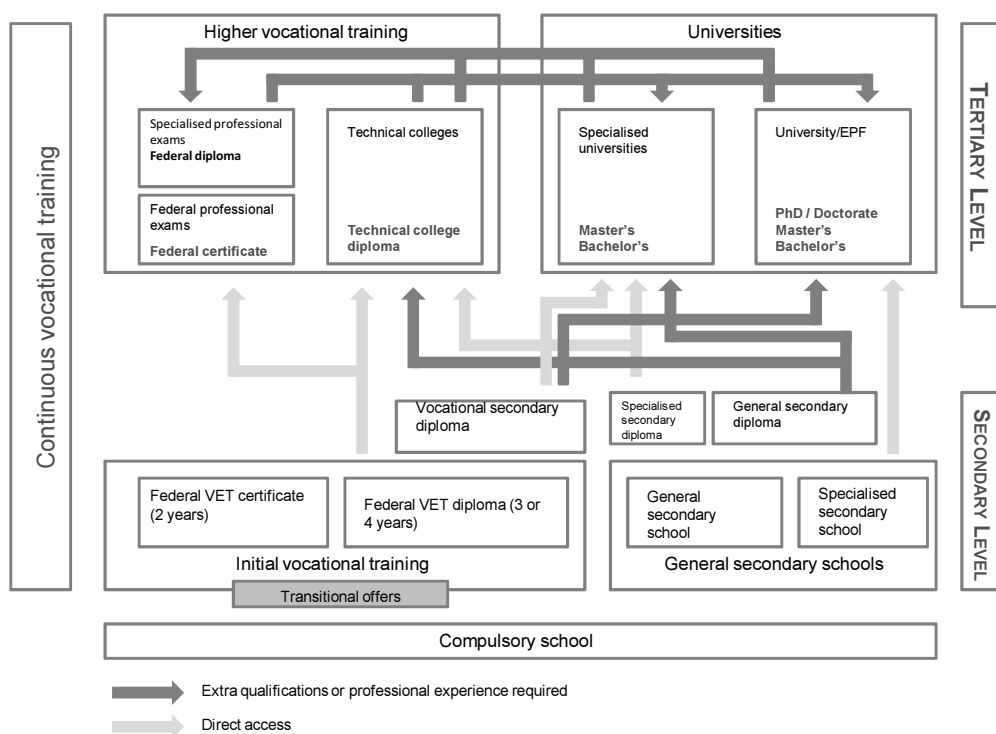 Continuous vocational training
Higher vocational training
Specialised professional
exams
Federal diploma
Federal professional
exams
Federal certificate
Technical colleges
Technical college
diploma
Universities
Specialised
universities
Master's
Bachelor's
University/EPF
PhD / Doctorate
Master's
Bachelor's
TERTIARY LEVEL
Vocational secondary
diploma
Specialised
secondary
diploma
General secondary
diploma
Federal VET certificate
(2 years)
Federal VET diploma (3 or
4 years)
Initial vocational training
Transitional offers
General
secondary
school
Specialised
secondary
school
General secondary schools
SECONDARY LEVEL
Compulsory school
Extra qualifications or professional experience required
Direct access